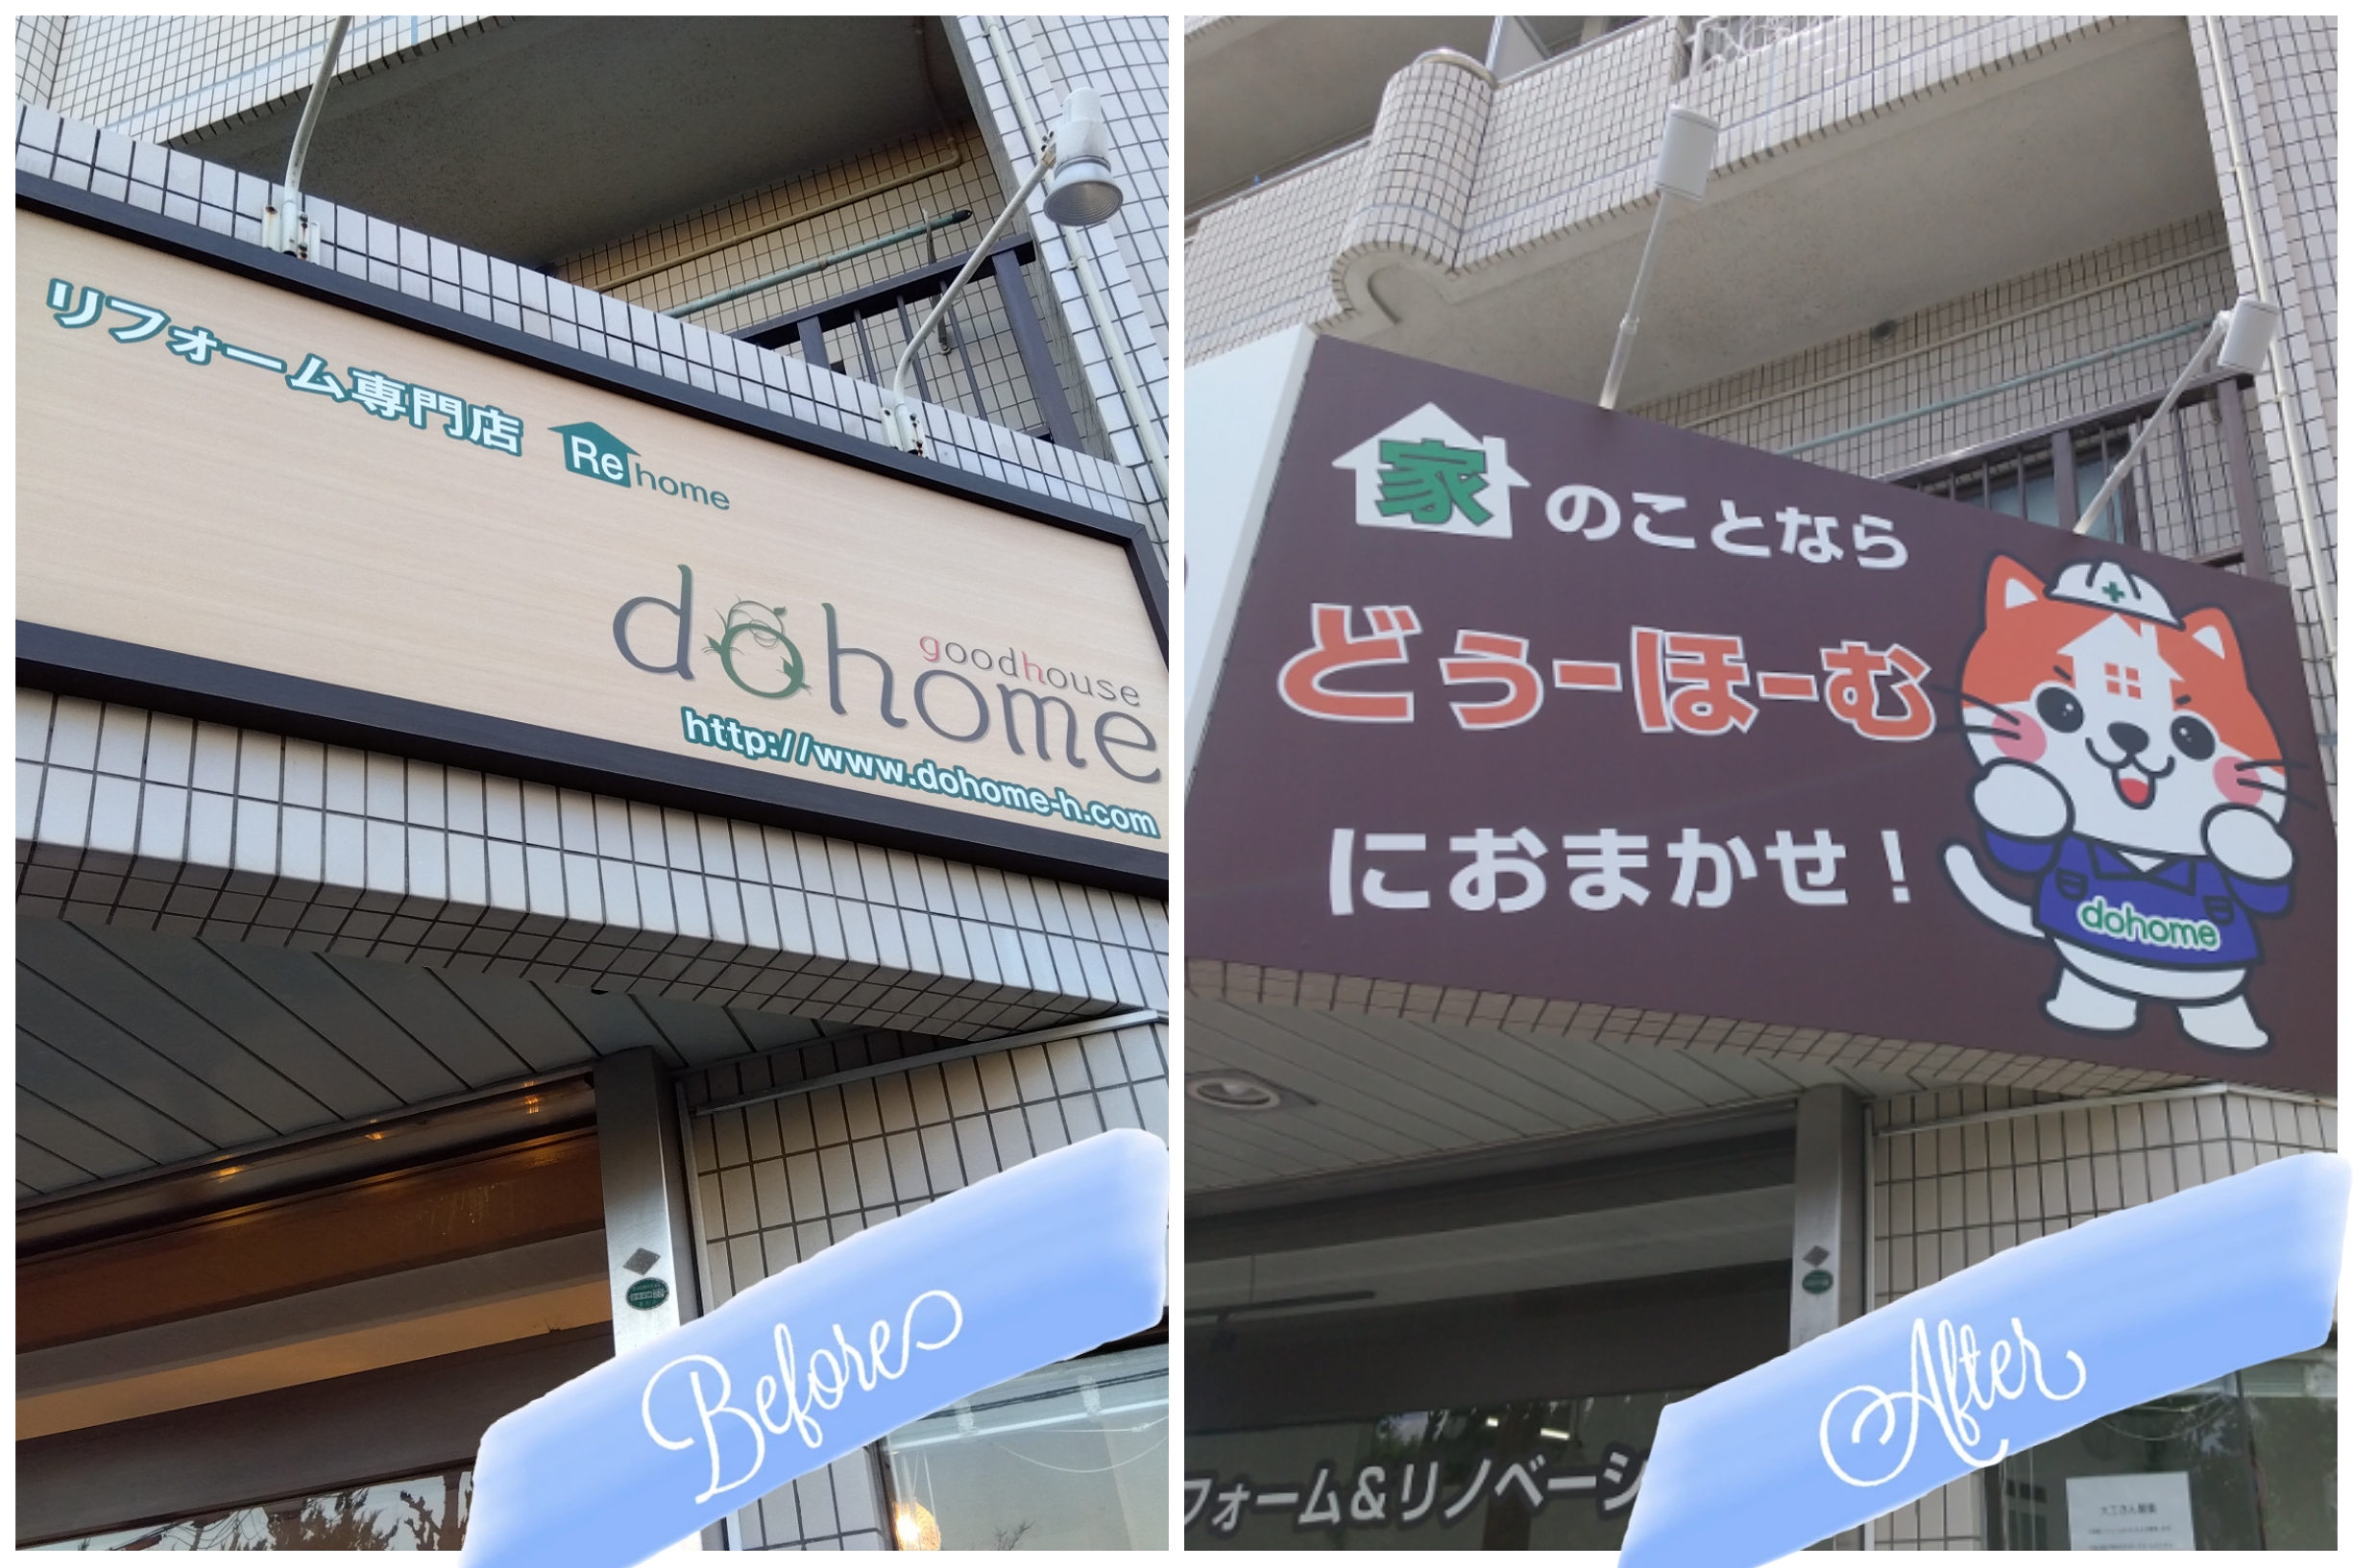 リフォーム専門店
Rehome
goodhouse
dohome
http://www.dohome-h.com
Before
家のことなら
どぅーほーむ
におまかせ！
dohome
フォーム&リノベーシ
After